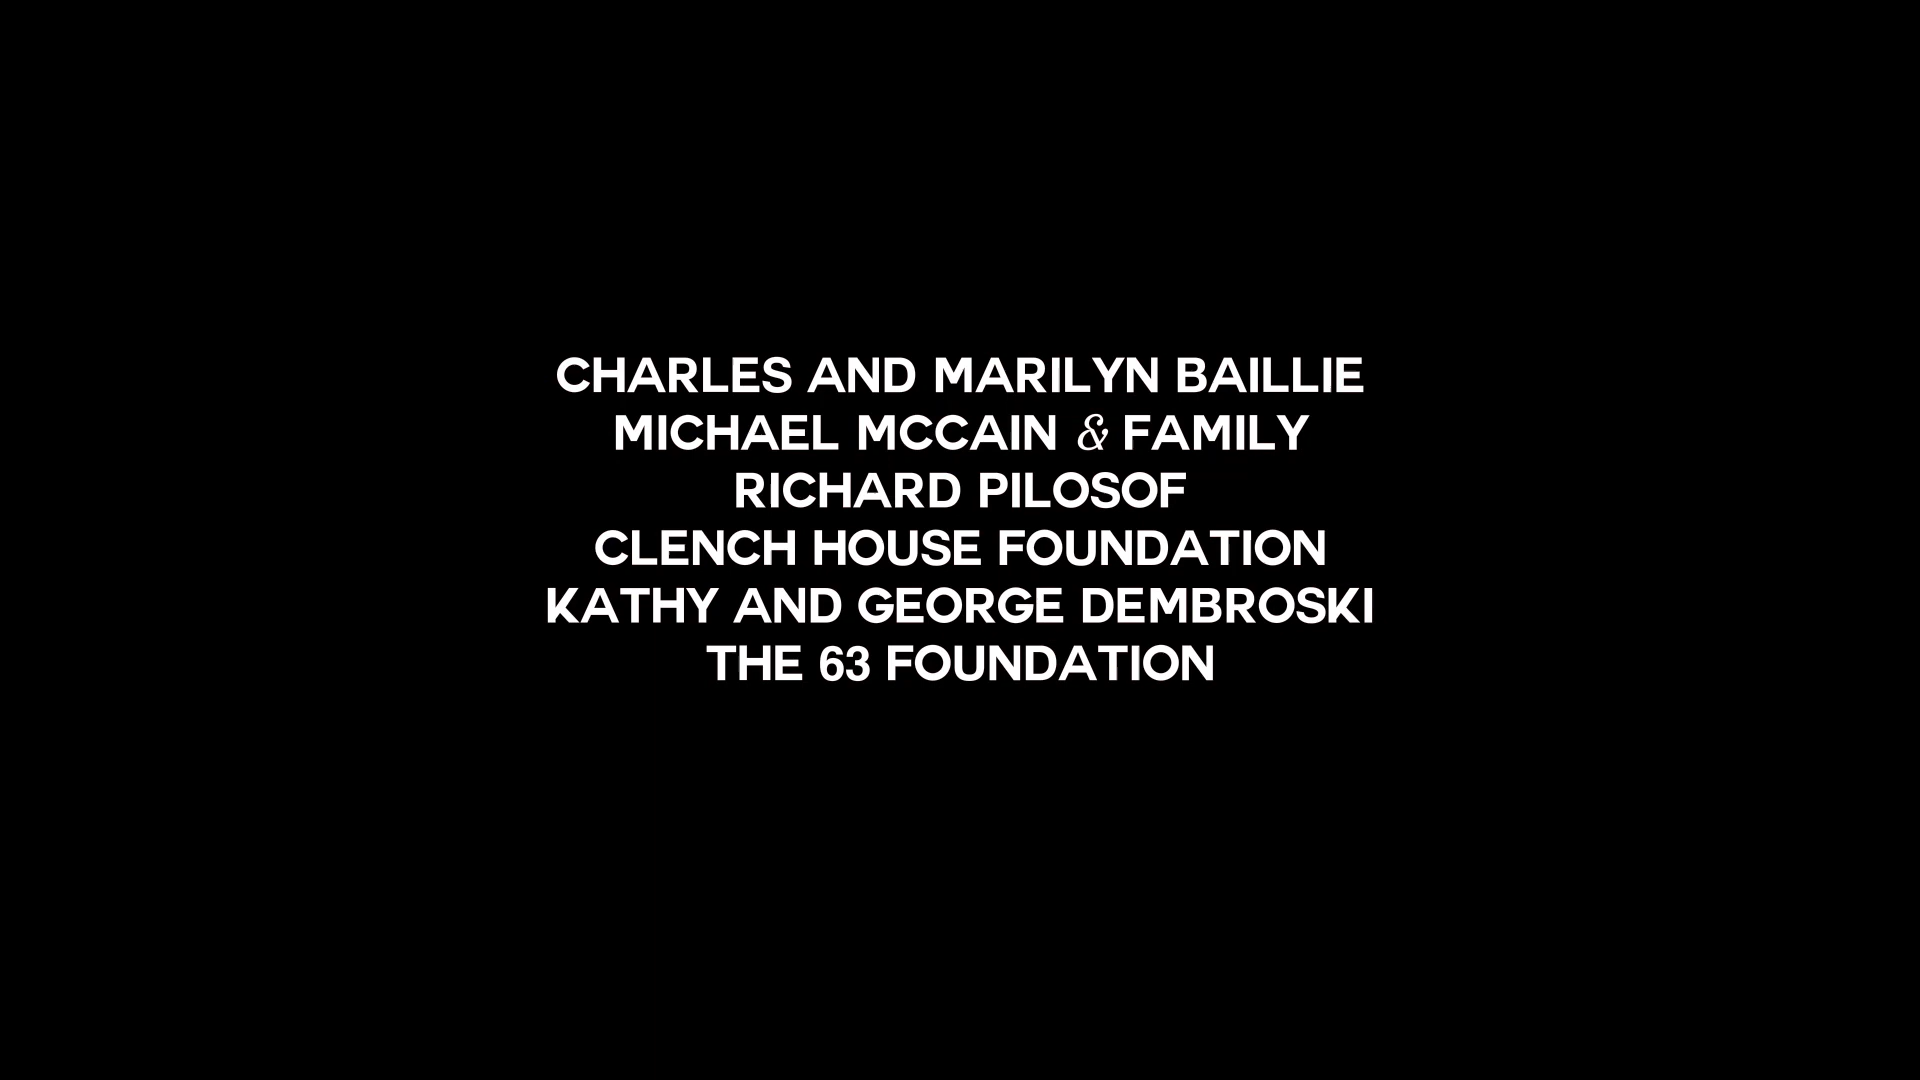 CHARLES AND MARILYN BAILLIE
MICHAEL MCCAIN & FAMILY
RICHARD PILOSOF
CLENCH HOUSE FOUNDATION
KATHY AND GEORGE DEMBROSKI
THE 63 FOUNDATION